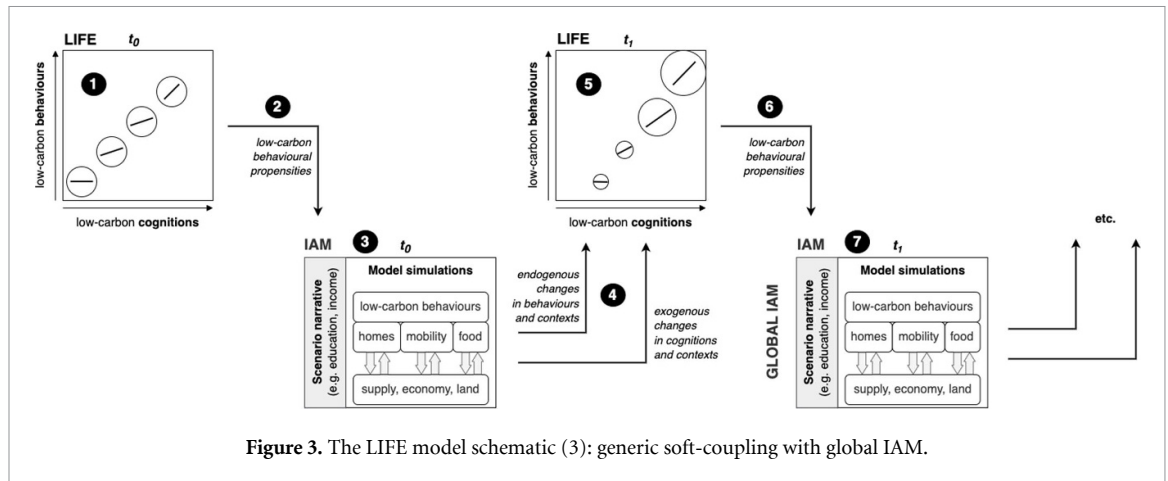 LIFE t0
1
low-carbon behaviours
low-carbon cognitions
2
low-carbon
behavioural
propensities
IAM 3 t0
Scenario narrative
(e.g. education, income)
Model simulations
low-carbon behaviours
homes mobility food
supply, economy, land
endogenous
changes
in behaviours
and contexts
4
exogenous
changes
in cognitions
and contexts
LIFE t1
5
low-carbon behaviours
low-carbon cognitions
6
low-carbon
behavioural
propensities
GLOBAL IAM
IAM 7 t1
Scenario narrative
(e.g. education, income)
Model simulations
low-carbon behaviours
homes mobility food
supply, economy, land
etc.
Figure 3. The LIFE model schematic (3): generic soft-coupling with global IAM.